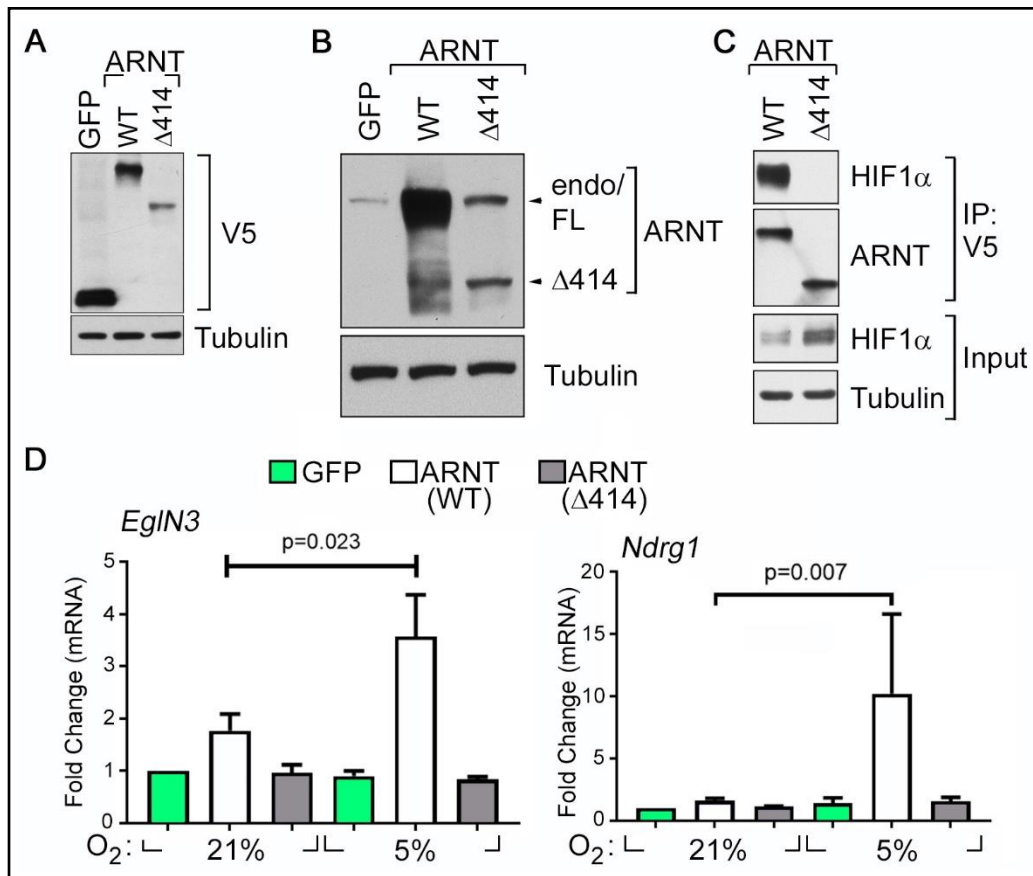 A
ARNT
GFP
WT
Δ414
V5
Tubulin
B
ARNT
GFP
WT
Δ414
endo/
FL
ARNT
Δ414
Tubulin
C
ARNT
WT
Δ414
HIF1α
IP:
V5
ARNT
HIF1α
Input
Tubulin
D
GFP
ARNT
(WT)
ARNT
(Δ414)
EglN3
p=0.023
Fold Change (mRNA)
5
4
3
2
1
0
O2:
21%
5%
Ndrg1
p=0.007
Fold Change (mRNA)
20
15
10
5
0
O2:
21%
5%